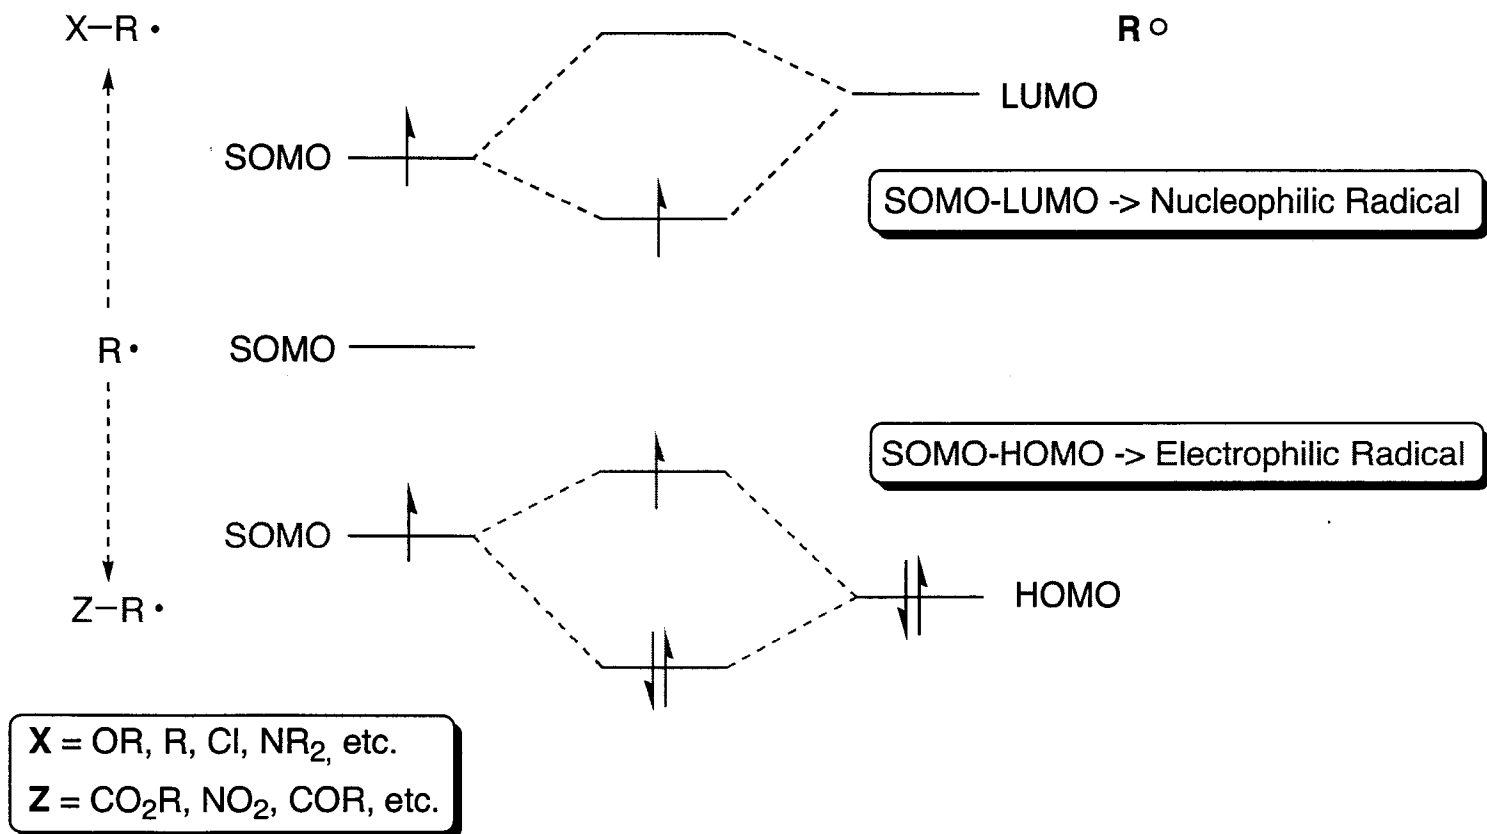 X–R •
R ○
LUMO
SOMO
SOMO-LUMO -> Nucleophilic Radical
R •
SOMO
SOMO-HOMO -> Electrophilic Radical
SOMO
HOMO
Z–R •
X = OR, R, Cl, NR₂, etc.
Z = CO₂R, NO₂, COR, etc.